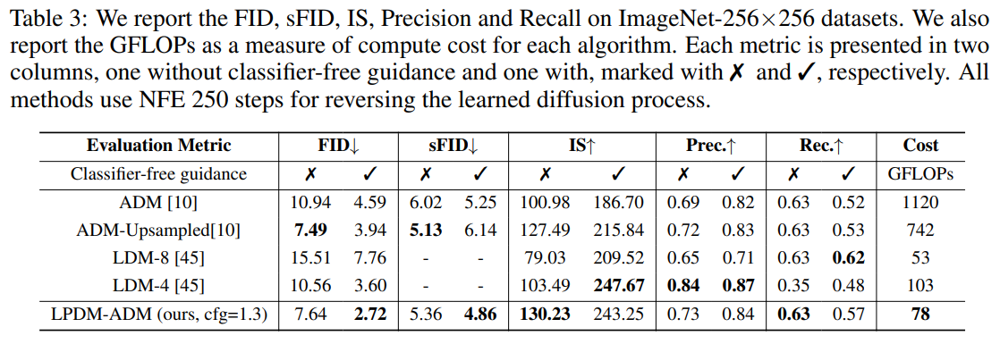 Table 3: We report the FID, sFID, IS, Precision and Recall on ImageNet-256×256 datasets. We also
report the GFLOPs as a measure of compute cost for each algorithm. Each metric is presented in two
columns, one without classifier-free guidance and one with, marked with ✗ and ✓, respectively. All
methods use NFE 250 steps for reversing the learned diffusion process.
Evaluation Metric FID↓ sFID↓ IS↑ Prec.↑ Rec.↑ Cost
Classifier-free guidance ✗ ✓ ✗ ✓ ✗ ✓ ✗ ✓ ✗ ✓ GFLOPs
ADM [10] 10.94 4.59 6.02 5.25 100.98 186.70 0.69 0.82 0.63 0.52 1120
ADM-Upsampled[10] 7.49 3.94 5.13 6.14 127.49 215.84 0.72 0.83 0.63 0.53 742
LDM-8 [45] 15.51 7.76 - - 79.03 209.52 0.65 0.71 0.63 0.62 53
LDM-4 [45] 10.56 3.60 - - 103.49 247.67 0.84 0.87 0.35 0.48 103
LPDM-ADM (ours, cfg=1.3) 7.64 2.72 5.36 4.86 130.23 243.25 0.73 0.84 0.63 0.57 78